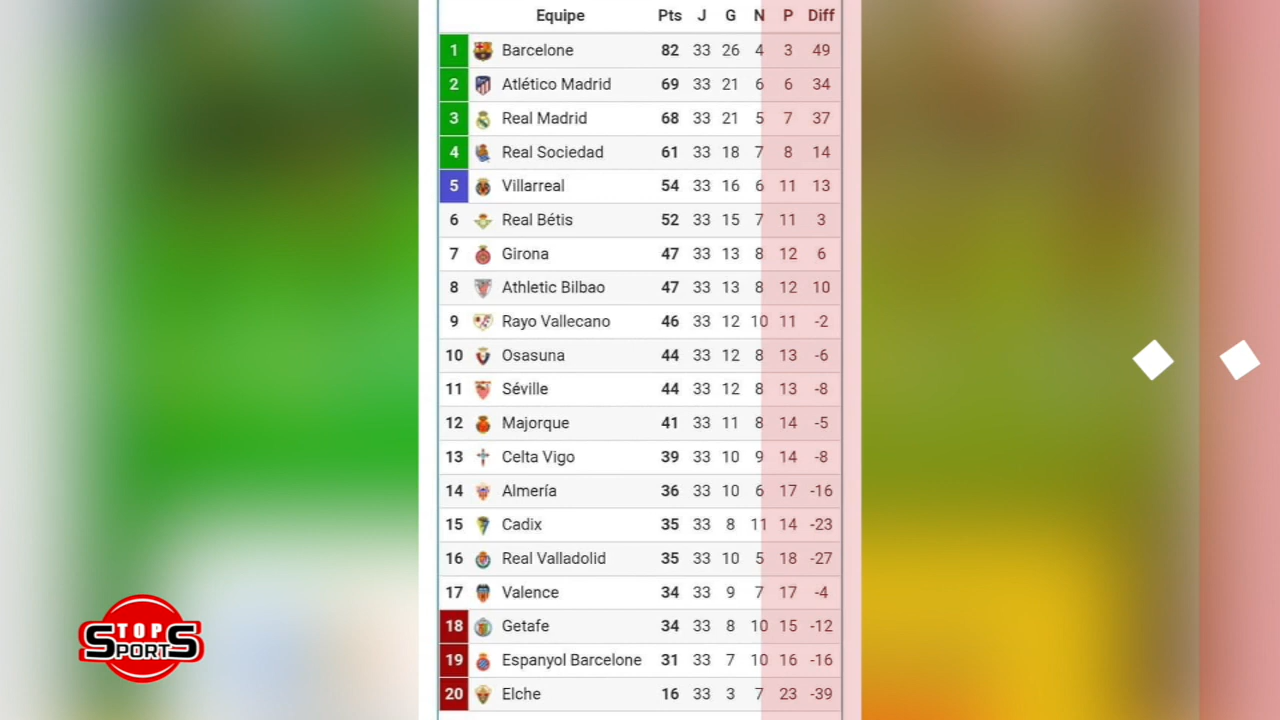 Equipe Pts J G N P Diff
1 Barcelone 82 33 26 4 3 49
2 Atlético Madrid 69 33 21 6 6 34
3 Real Madrid 68 33 21 5 7 37
4 Real Sociedad 61 33 18 7 8 14
5 Villarreal 54 33 16 6 11 13
6 Real Bétis 52 33 15 7 11 3
7 Girona 47 33 13 8 12 6
8 Athletic Bilbao 47 33 13 8 12 10
9 Rayo Vallecano 46 33 12 10 11 -2
10 Osasuna 44 33 12 8 13 -6
11 Séville 44 33 12 8 13 -8
12 Majorque 41 33 11 8 14 -5
13 Celta Vigo 39 33 10 9 14 -8
14 Almería 36 33 10 6 17 -16
15 Cadix 35 33 8 11 14 -23
16 Real Valladolid 35 33 10 5 18 -27
17 Valence 34 33 9 7 17 -4
18 Getafe 34 33 8 10 15 -12
19 Espanyol Barcelone 31 33 7 10 16 -16
20 Elche 16 33 3 7 23 -39
TOP
SPORTS